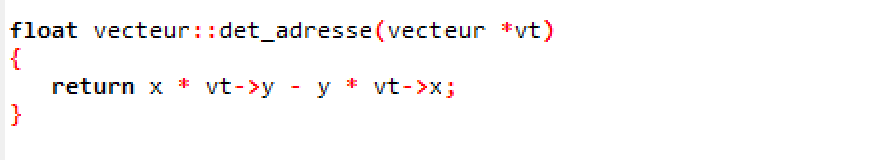 float vecteur::det_adresse(vecteur *vt)
{
   return x * vt->y - y * vt->x;
}